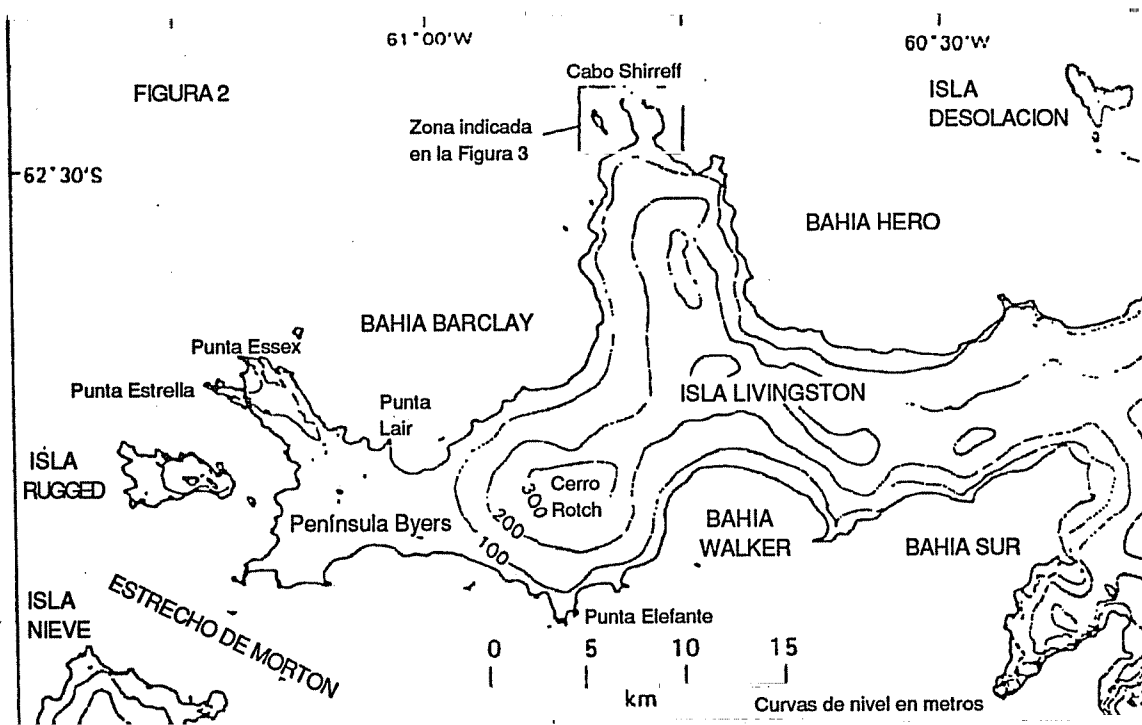 61°00'W
60°30'W
FIGURA 2
Cabo Shirreff
ISLA
DESOLACION
Zona indicada
en la Figura 3
62°30'S
BAHIA HERO
BAHIA BARCLAY
Punta Essex
Punta Estrella
ISLA LIVINGSTON
Punta
Lair
ISLA
RUGGED
Cerro
Rotch
300
200
100
Península Byers
BAHIA
WALKER
BAHIA SUR
ISLA
NIEVE
ESTRECHO DE MORTON
Punta Elefante
0 5 10 15
km
Curvas de nivel en metros